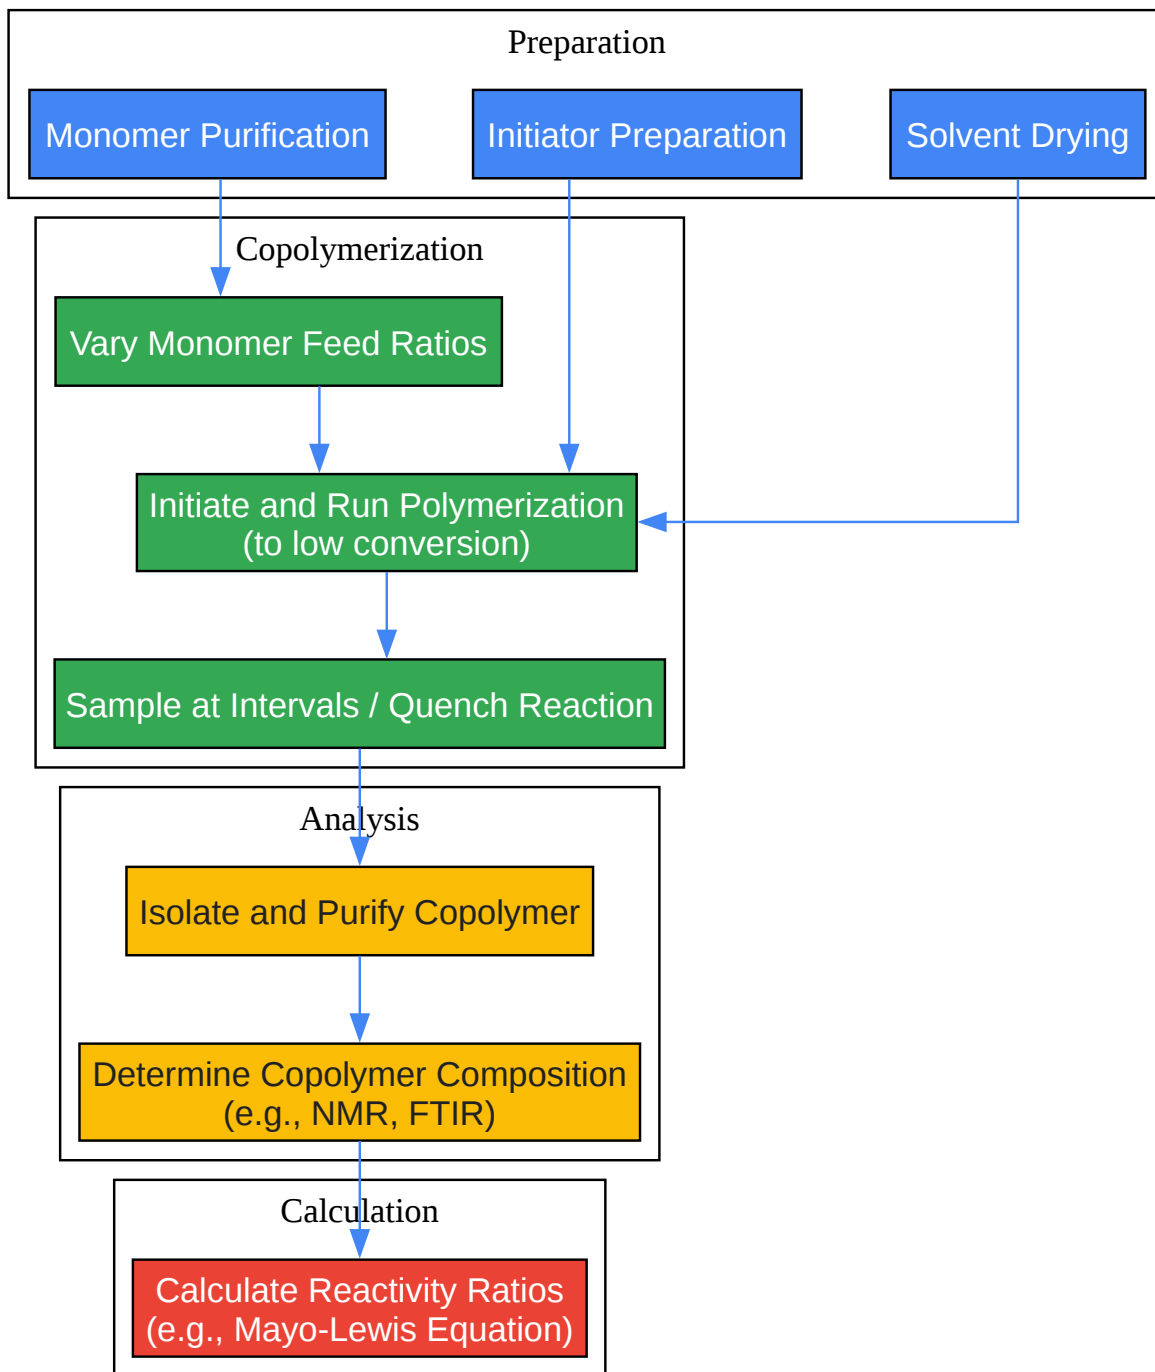 Preparation
Monomer Purification
Initiator Preparation
Solvent Drying
Copolymerization
Vary Monomer Feed Ratios
Initiate and Run Polymerization
(to low conversion)
Sample at Intervals / Quench Reaction
Analysis
Isolate and Purify Copolymer
Determine Copolymer Composition
(e.g., NMR, FTIR)
Calculation
Calculate Reactivity Ratios
(e.g., Mayo-Lewis Equation)